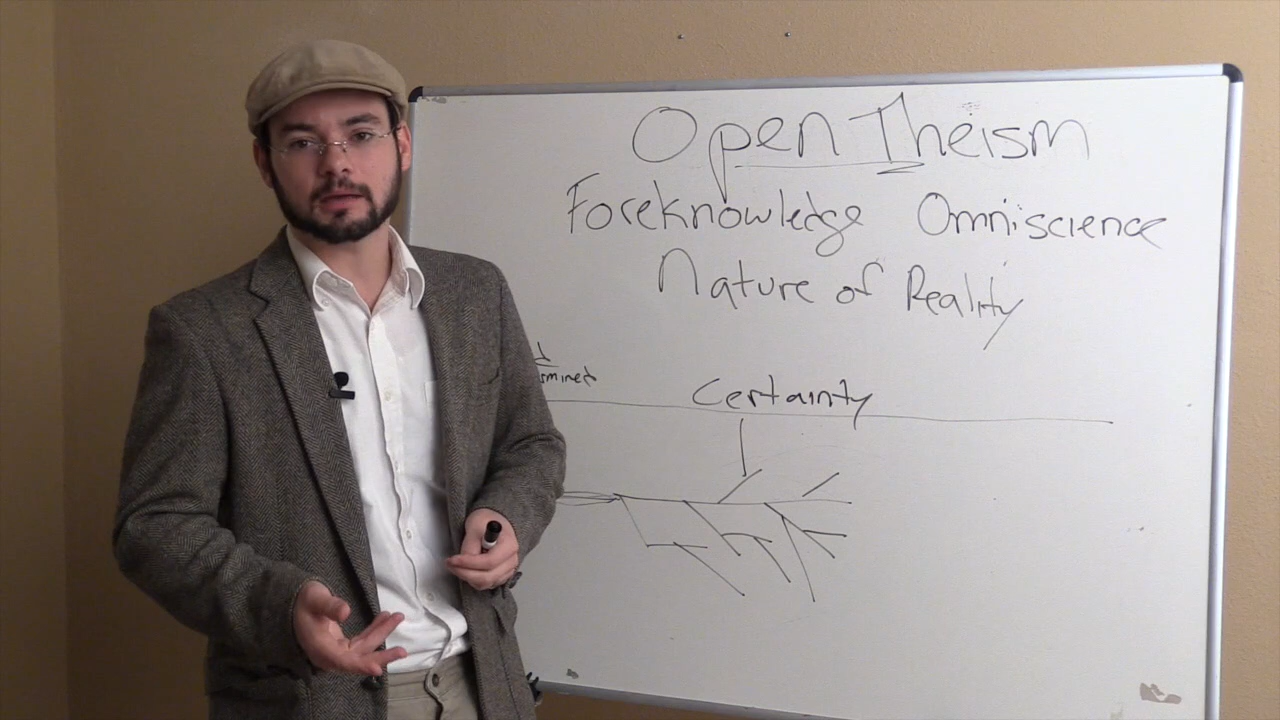 Open Theism
Foreknowledge Omniscience
Nature of Reality
Certainty